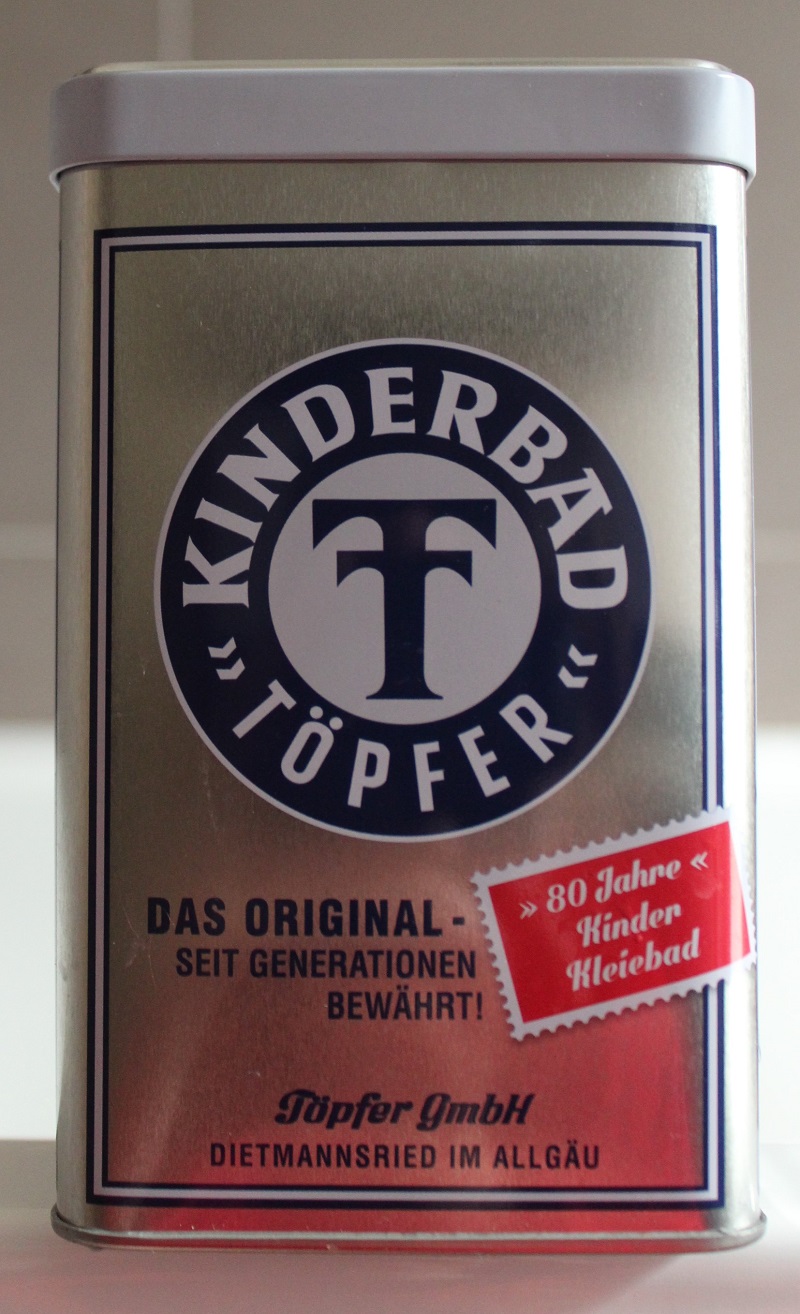 KINDERBAD
T
» TÖPFER «
DAS ORIGINAL -
SEIT GENERATIONEN
BEWÄHRT!
» 80 Jahre «
Kinder
Kleiebad
Töpfer GmbH
DIETMANNSRIED IM ALLGÄU